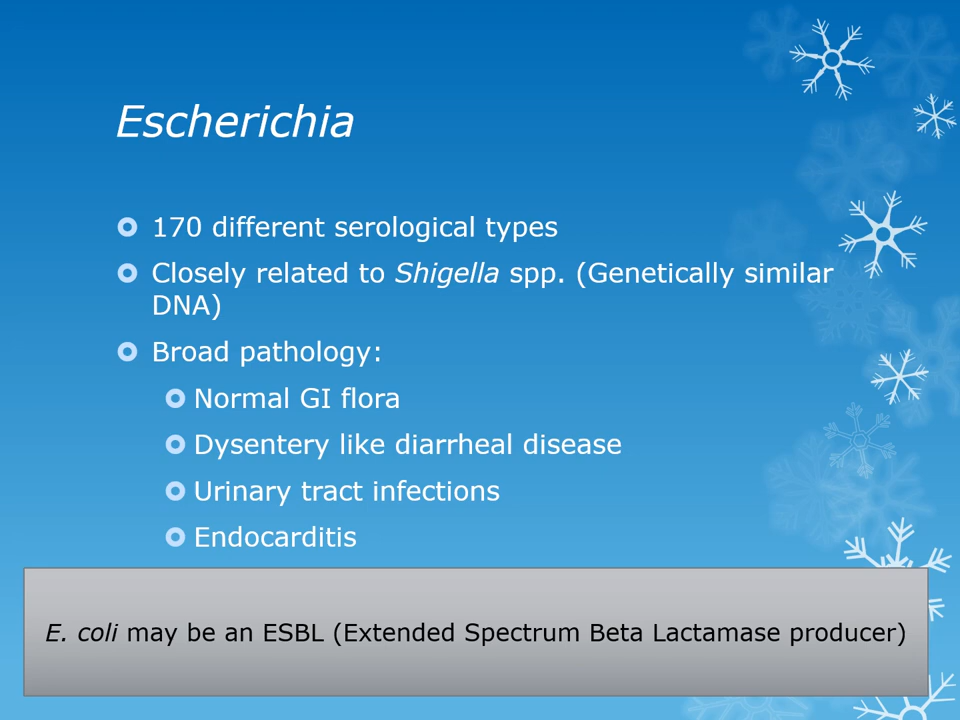 Escherichia
170 different serological types
Closely related to Shigella spp. (Genetically similar
DNA)
Broad pathology:
Normal GI flora
Dysentery like diarrheal disease
Urinary tract infections
Endocarditis
E. coli may be an ESBL (Extended Spectrum Beta Lactamase producer)